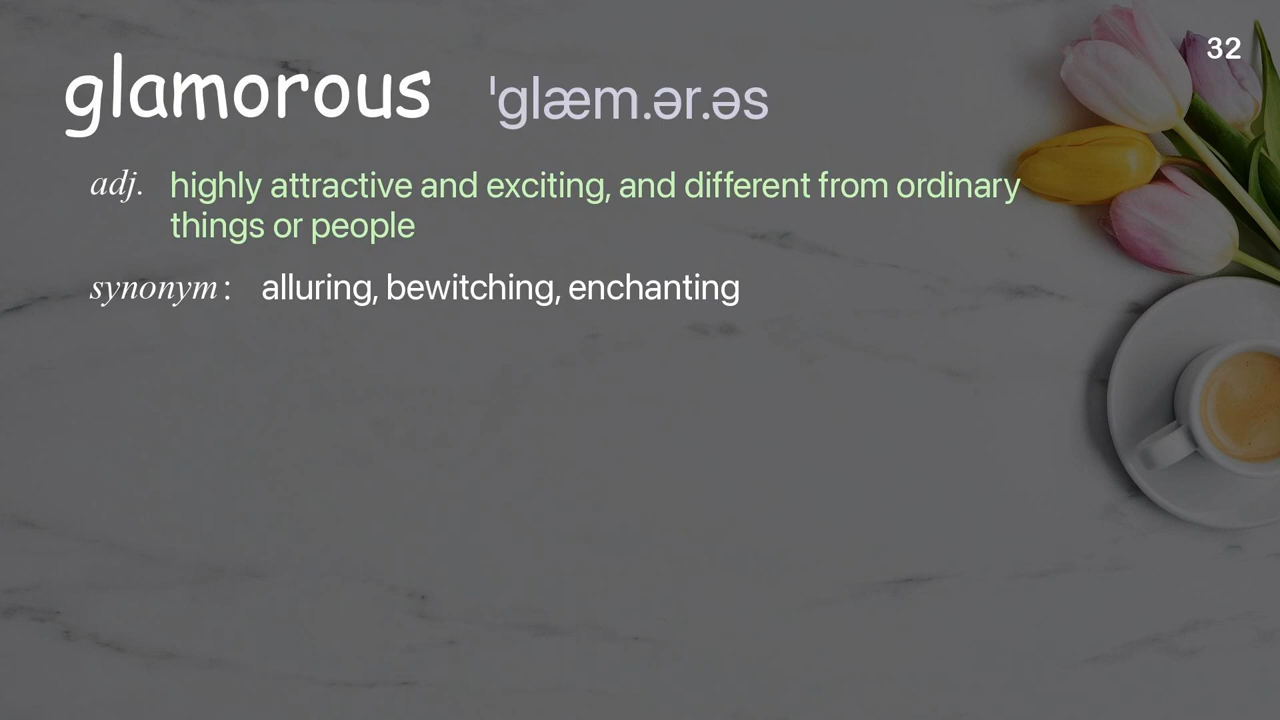 32
glamorous ˈɡlæm.ər.əs
adj. highly attractive and exciting, and different from ordinary
things or people
synonym : alluring, bewitching, enchanting